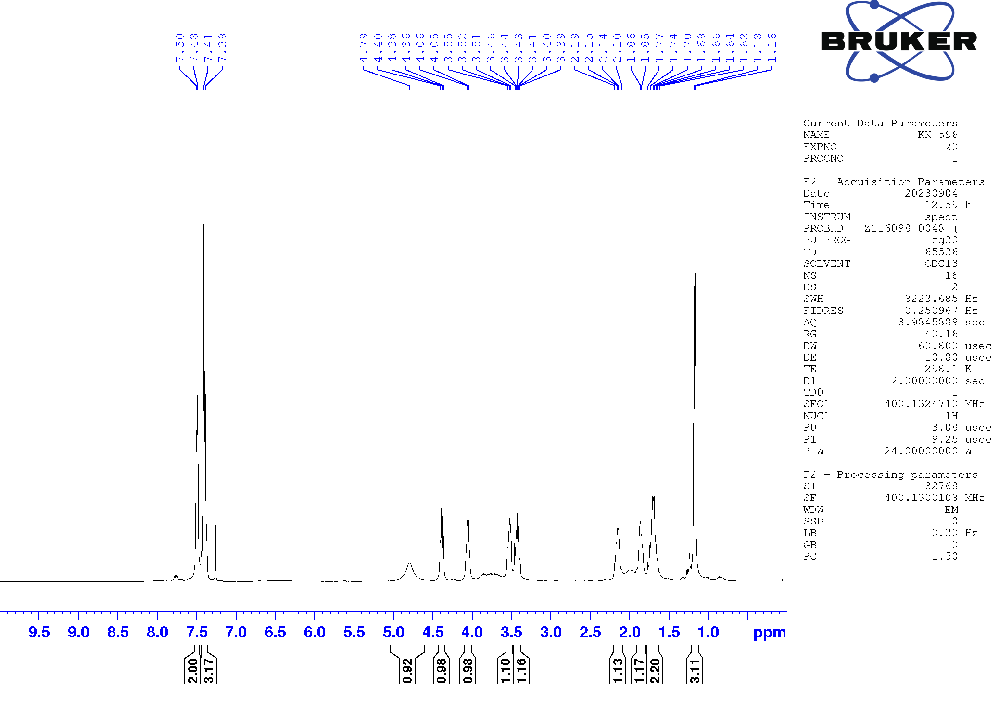 BRUKER
7.50
7.48
7.41
7.39
4.79
4.40
4.38
4.36
4.06
4.05
3.55
3.52
3.51
3.46
3.44
3.43
3.41
3.40
3.39
2.19
2.15
2.14
2.10
1.86
1.85
1.77
1.74
1.70
1.69
1.66
1.64
1.62
1.18
1.16
Current Data Parameters
NAME KK-596
EXPNO 20
PROCNO 1
F2 - Acquisition Parameters
Date_ 20230904
Time 12.59 h
INSTRUM spect
PROBHD Z116098_0048 (
PULPROG zg30
TD 65536
SOLVENT CDCl3
NS 16
DS 2
SWH 8223.685 Hz
FIDRES 0.250967 Hz
AQ 3.9845889 sec
RG 40.16
DW 60.800 usec
DE 10.80 usec
TE 298.1 K
D1 2.00000000 sec
TD0 1
SFO1 400.1324710 MHz
NUC1 1H
P0 3.08 usec
P1 9.25 usec
PLW1 24.00000000 W
F2 - Processing parameters
SI 32768
SF 400.1300108 MHz
WDW EM
SSB 0
LB 0.30 Hz
GB 0
PC 1.50
9.5 9.0 8.5 8.0 7.5 7.0 6.5 6.0 5.5 5.0 4.5 4.0 3.5 3.0 2.5 2.0 1.5 1.0 ppm
2.00
3.17
0.92
0.98
0.98
1.10
1.16
1.13
1.17
2.20
3.11